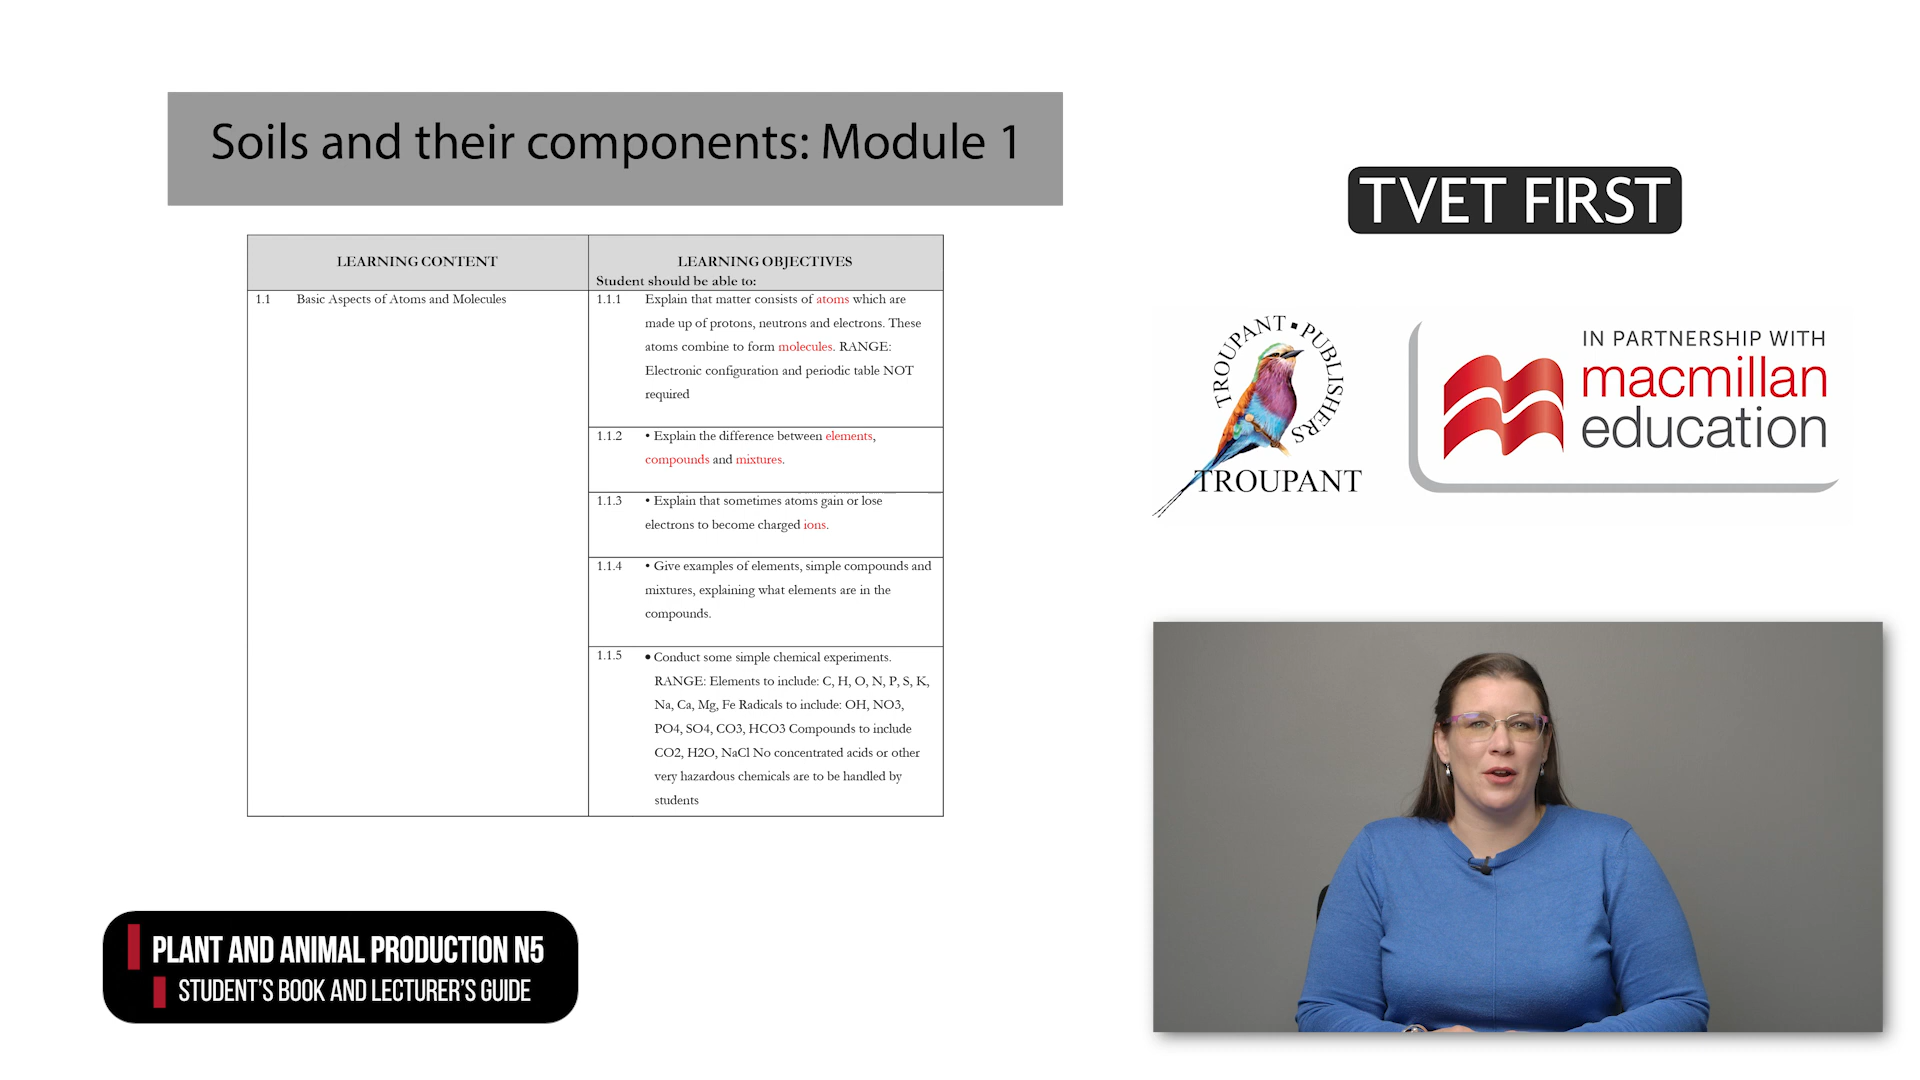 Soils and their components: Module 1
LEARNING CONTENT
LEARNING OBJECTIVES
Student should be able to:
1.1 Basic Aspects of Atoms and Molecules
1.1.1 Explain that matter consists of atoms which are
made up of protons, neutrons and electrons. These
atoms combine to form molecules. RANGE:
Electronic configuration and periodic table NOT
required
1.1.2 • Explain the difference between elements,
compounds and mixtures.
1.1.3 • Explain that sometimes atoms gain or lose
electrons to become charged ions.
1.1.4 • Give examples of elements, simple compounds and
mixtures, explaining what elements are in the
compounds.
1.1.5 • Conduct some simple chemical experiments.
RANGE: Elements to include: C, H, O, N, P, S, K,
Na, Ca, Mg, Fe Radicals to include: OH, NO3,
PO4, SO4, CO3, HCO3 Compounds to include
CO2, H2O, NaCl No concentrated acids or other
very hazardous chemicals are to be handled by
students
TVET FIRST
TROUPANT ▪ PUBLISHERS
TROUPANT
IN PARTNERSHIP WITH
macmillan
education
PLANT AND ANIMAL PRODUCTION N5
STUDENT'S BOOK AND LECTURER'S GUIDE